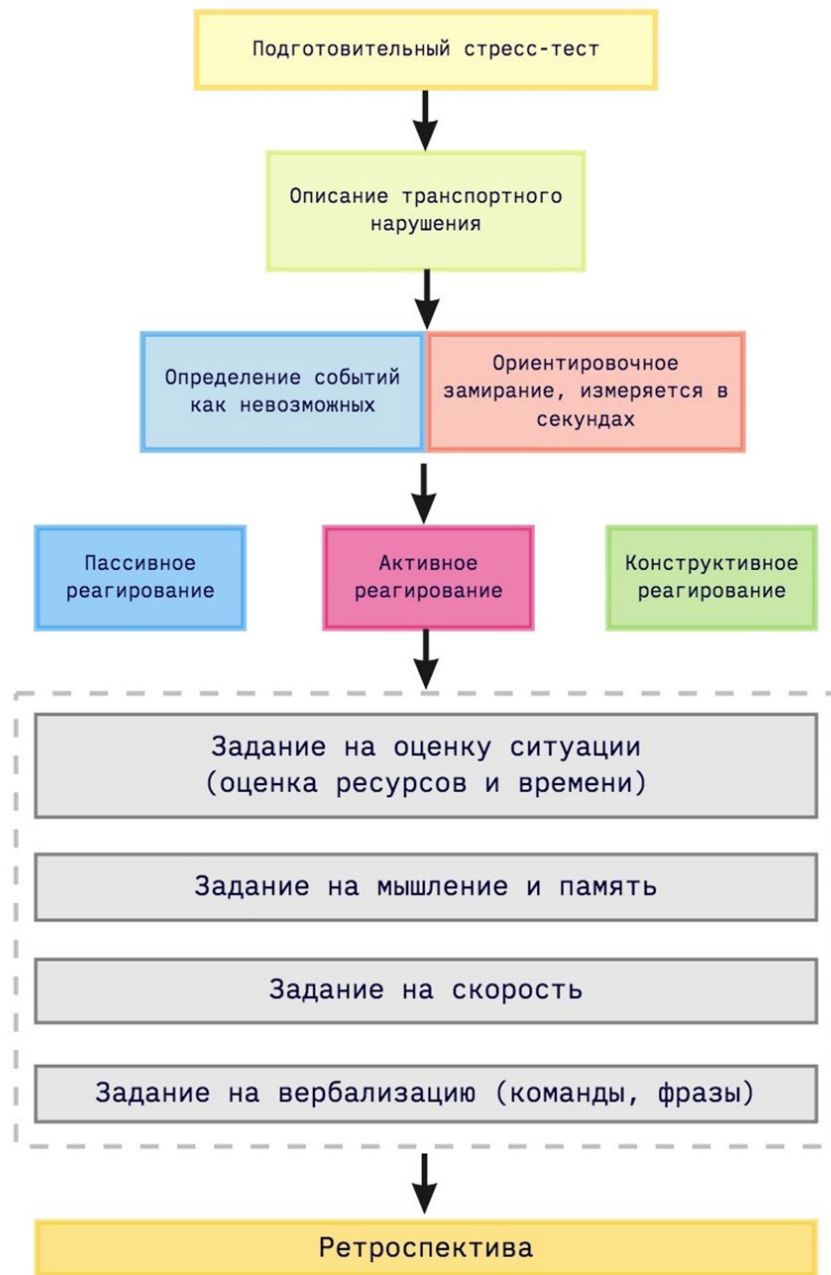 Подготовительный стресс-тест
Описание транспортного
нарушения
Определение событий
как невозможных
Ориентировочное
замирание, измеряется в
секундах
Пассивное
реагирование
Активное
реагирование
Конструктивное
реагирование
Задание на оценку ситуации
(оценка ресурсов и времени)
Задание на мышление и память
Задание на скорость
Задание на вербализацию (команды, фразы)
Ретроспектива